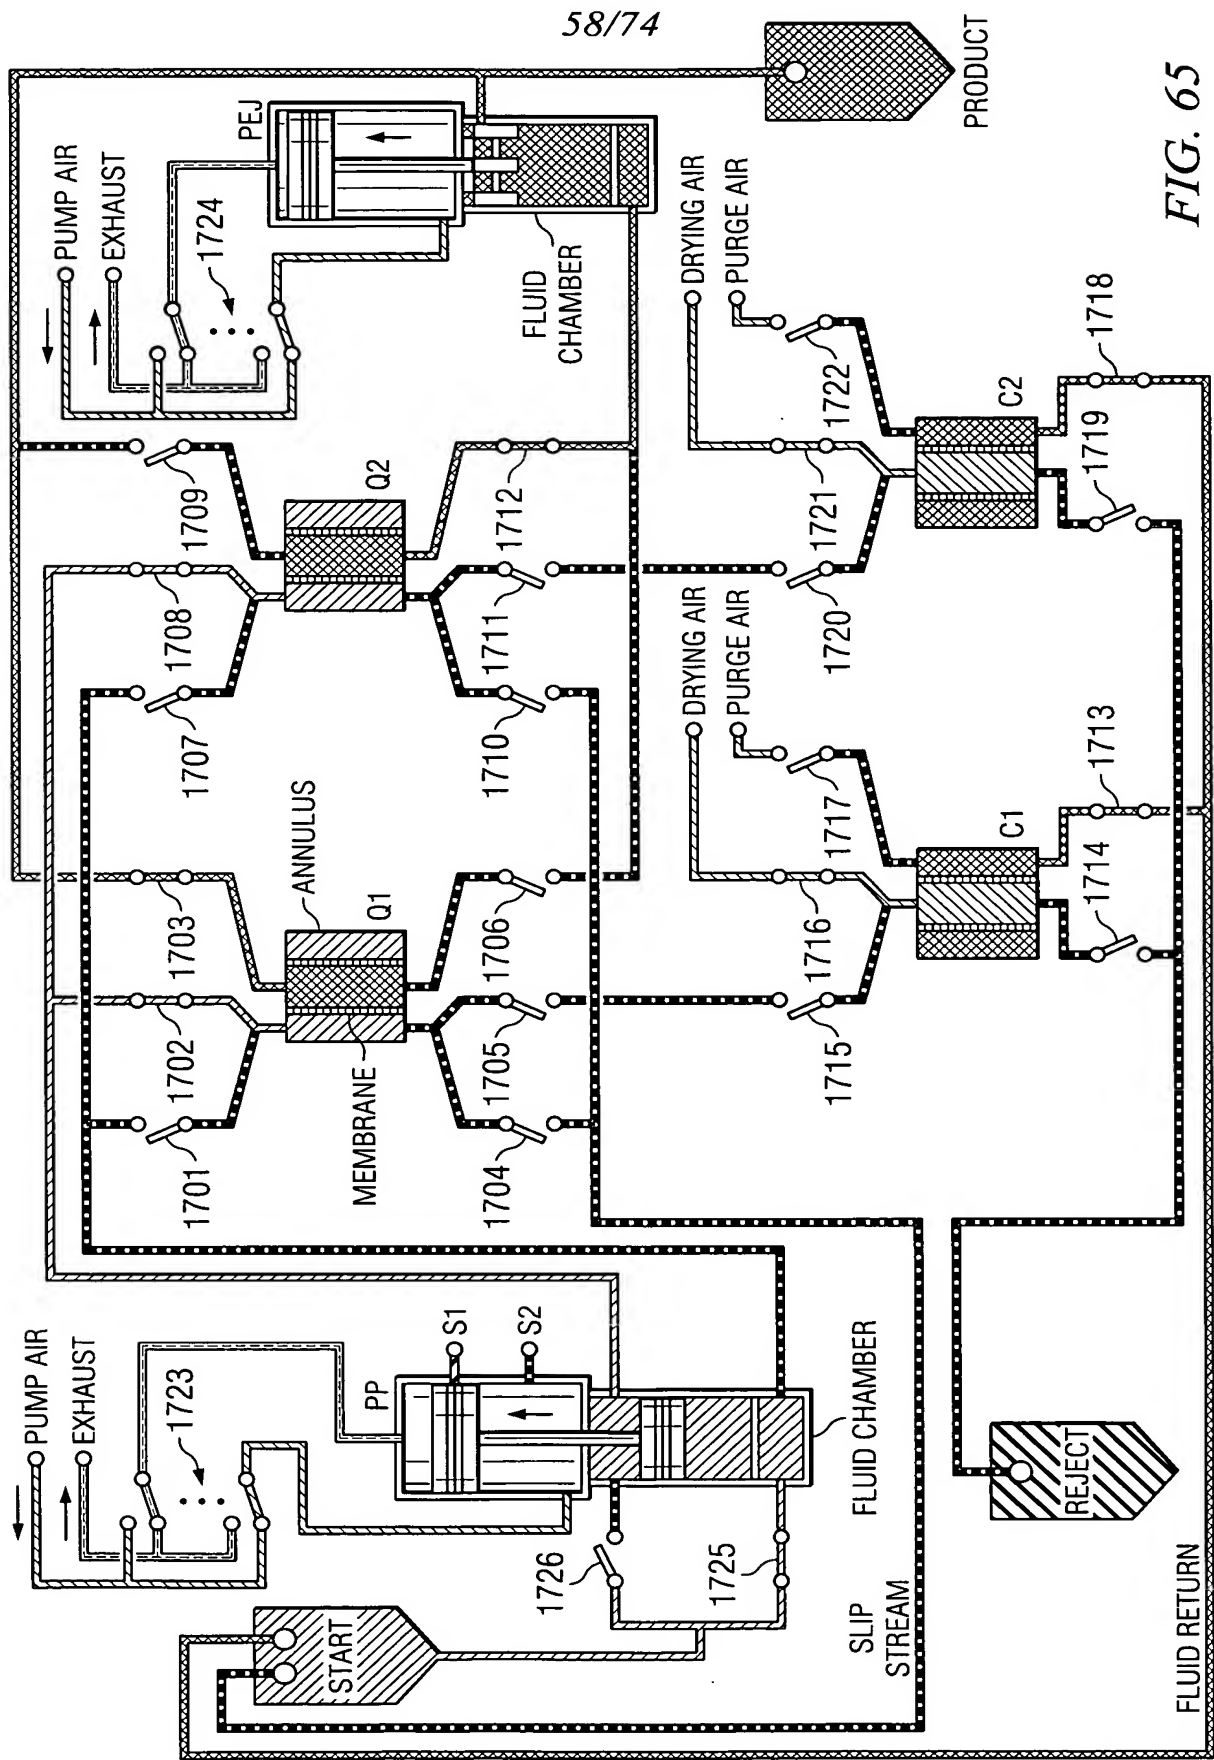 58/74
PUMP AIR
EXHAUST
1724
PEJ
FLUID
CHAMBER
PRODUCT
FIG. 65
1709
1708
1707
Q2
1712
1711
1710
DRYING AIR
PURGE AIR
1722
1721
1720
C2
1718
1719
ANNULUS
Q1
MEMBRANE
1703
1702
1701
1706
1705
1704
DRYING AIR
PURGE AIR
1717
1716
1715
C1
1713
1714
PUMP AIR
EXHAUST
1723
PP
S1
S2
FLUID CHAMBER
1726
1725
START
SLIP
STREAM
REJECT
FLUID RETURN